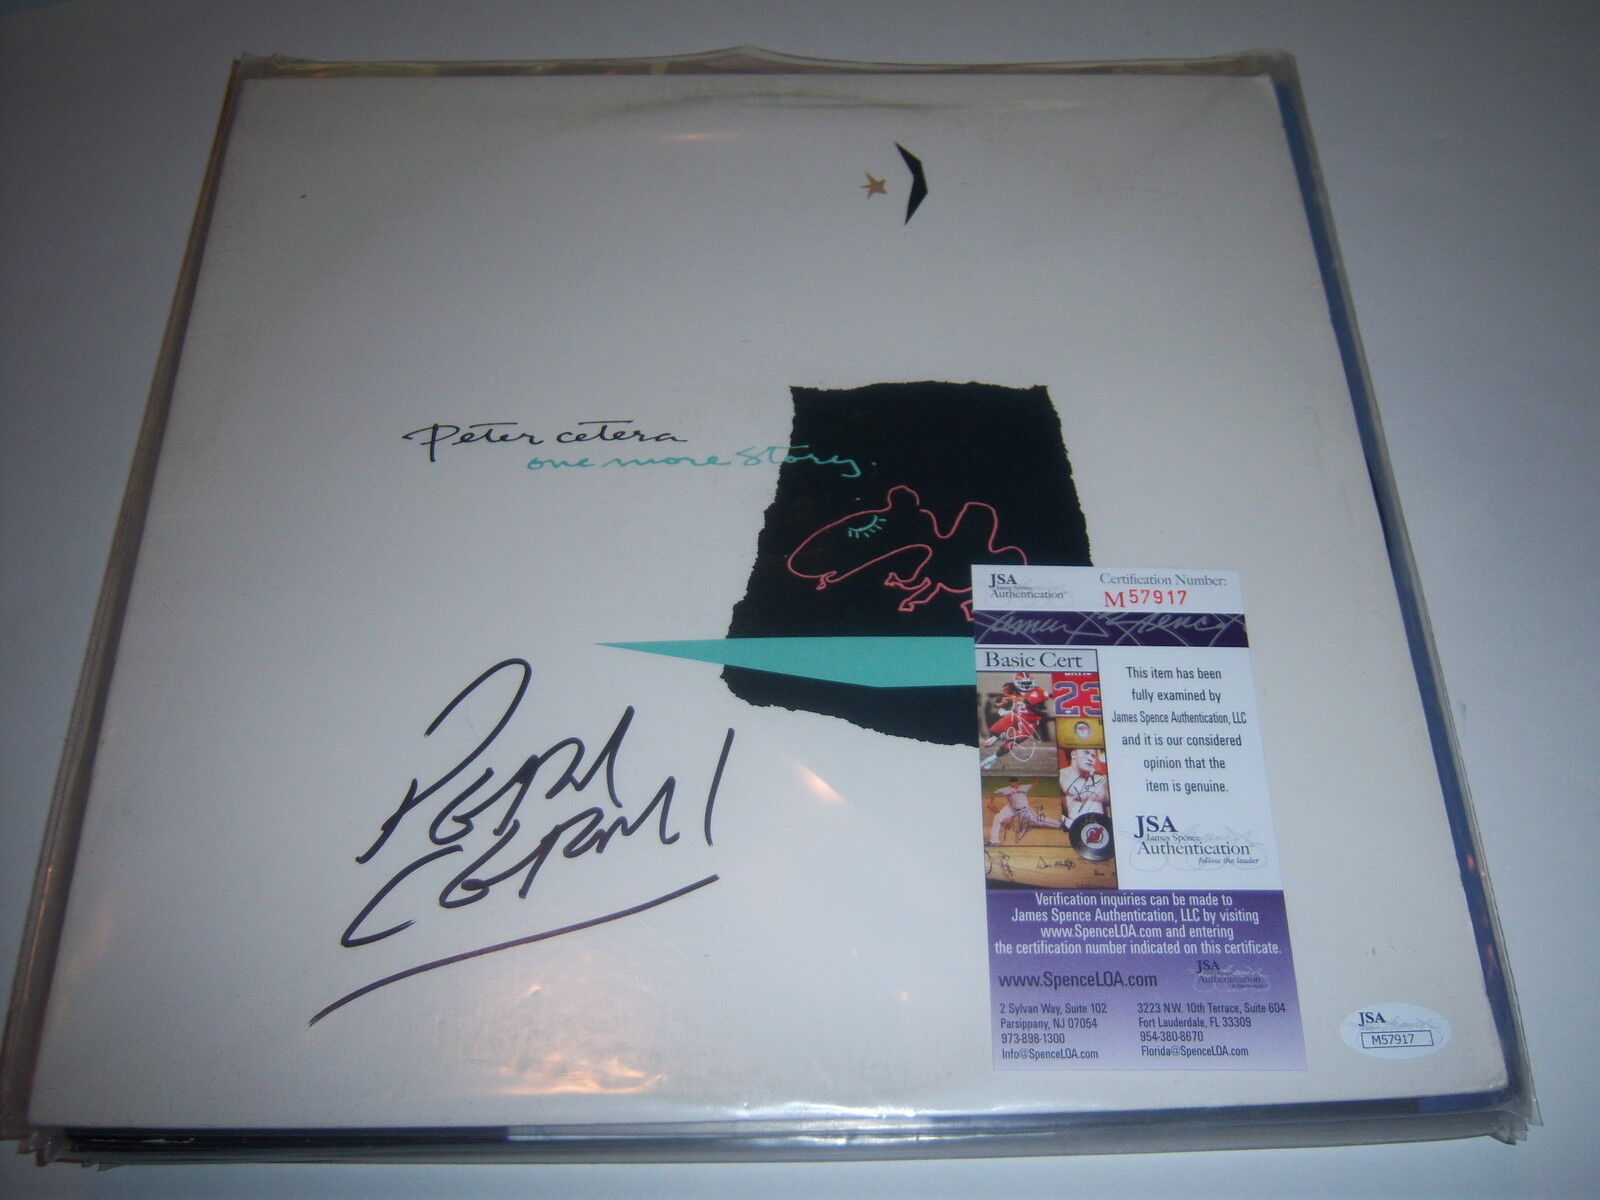 Peter cetera
one more story.
JSA
Authentication
Certification Number:
M57917
Basic Cert
23
This item has been
fully examined by
James Spence Authentication, LLC
and it is our considered
opinion that the
item is genuine.
JSA
James Spence
Authentication
follow the leader
Verification inquiries can be made to
James Spence Authentication, LLC by visiting
www.SpenceLOA.com and entering
the certification number indicated on this certificate.
www.SpenceLOA.com
JSA
Authentication
2 Sylvan Way, Suite 102
Parsippany, NJ 07054
973-898-1300
Info@SpenceLOA.com
3223 N.W. 10th Terrace, Suite 604
Fort Lauderdale, FL 33309
954-380-8670
Florida@SpenceLOA.com
JSA
M57917